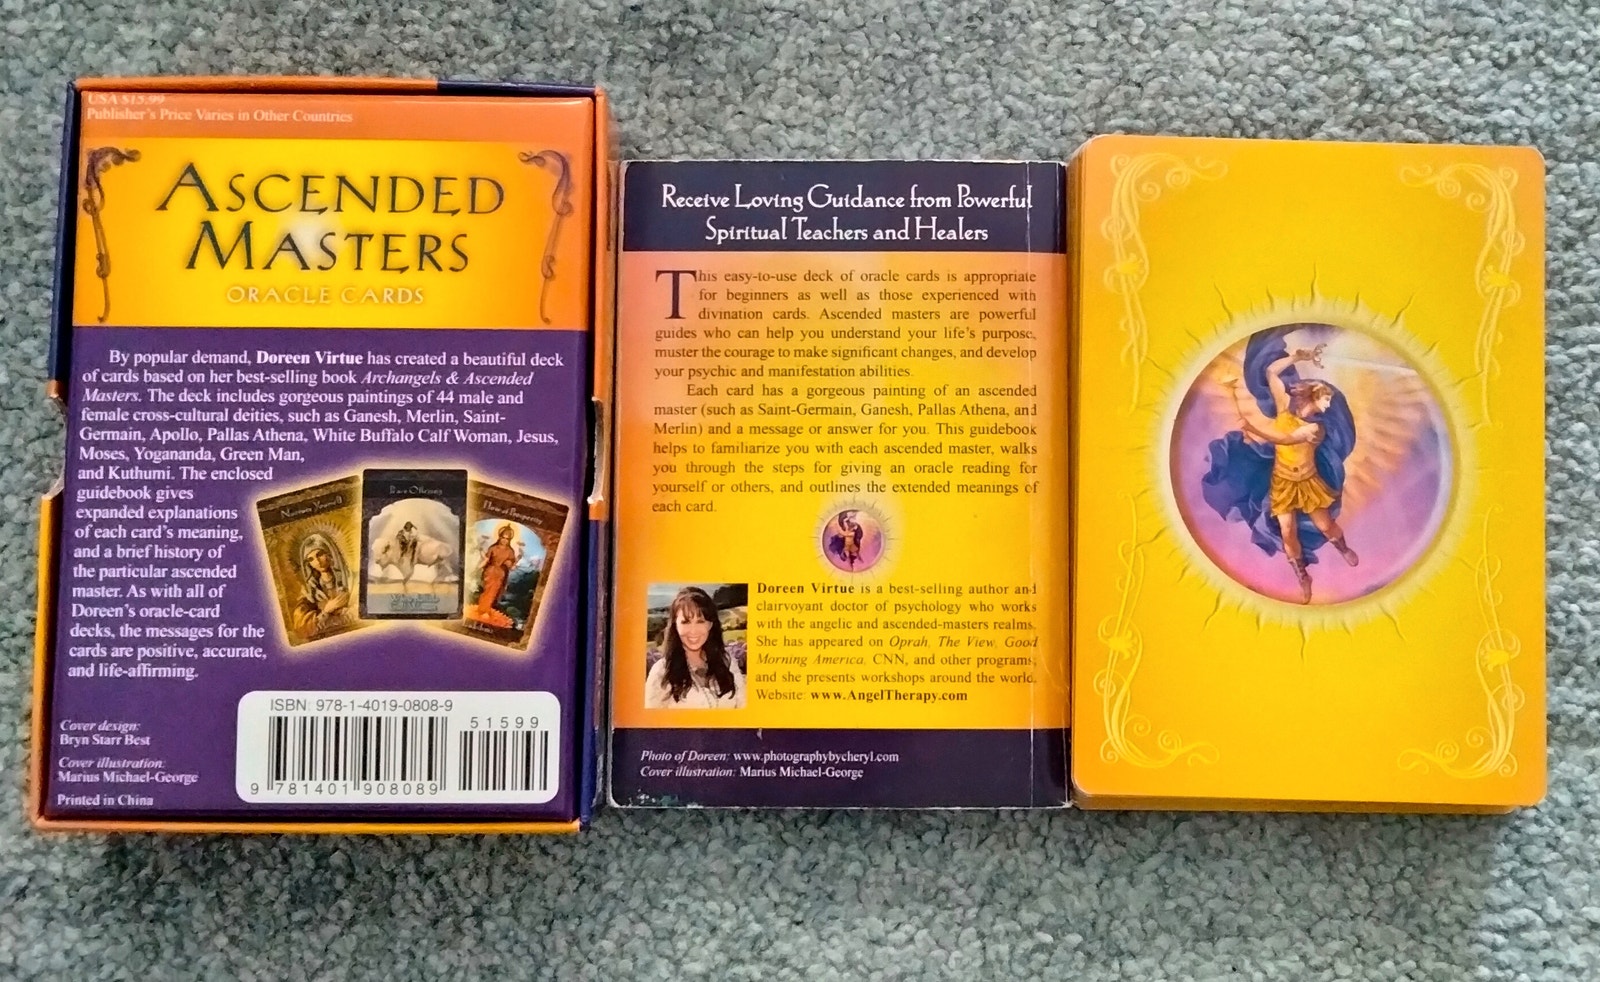 USA $15.99
Publisher's Price Varies in Other Countries
ASCENDED
MASTERS
ORACLE CARDS
By popular demand, Doreen Virtue has created a beautiful deck
of cards based on her best-selling book Archangels & Ascended
Masters. The deck includes gorgeous paintings of 44 male and
female cross-cultural deities, such as Ganesh, Merlin, Saint-
Germain, Apollo, Pallas Athena, White Buffalo Calf Woman, Jesus,
Moses, Yogananda, Green Man,
and Kuthumi. The enclosed
guidebook gives
expanded explanations
of each card's meaning,
and a brief history of
the particular ascended
master. As with all of
Doreen's oracle-card
decks, the messages for the
cards are positive, accurate,
and life-affirming.
Nurture Yourself
Flow of Prosperity
Cover design:
Bryn Starr Best
Cover illustration:
Marius Michael-George
Printed in China
ISBN: 978-1-4019-0808-9
51599
9 781401 908089
Receive Loving Guidance from Powerful
Spiritual Teachers and Healers
This easy-to-use deck of oracle cards is appropriate
for beginners as well as those experienced with
divination cards. Ascended masters are powerful
guides who can help you understand your life's purpose,
muster the courage to make significant changes, and develop
your psychic and manifestation abilities.
Each card has a gorgeous painting of an ascended
master (such as Saint-Germain, Ganesh, Pallas Athena, and
Merlin) and a message or answer for you. This guidebook
helps to familiarize you with each ascended master, walks
you through the steps for giving an oracle reading for
yourself or others, and outlines the extended meanings of
each card.
Doreen Virtue is a best-selling author and
clairvoyant doctor of psychology who works
with the angelic and ascended-masters realms.
She has appeared on Oprah, The View, Good
Morning America, CNN, and other programs,
and she presents workshops around the world.
Website: www.AngelTherapy.com
Photo of Doreen: www.photographybycheryl.com
Cover illustration: Marius Michael-George